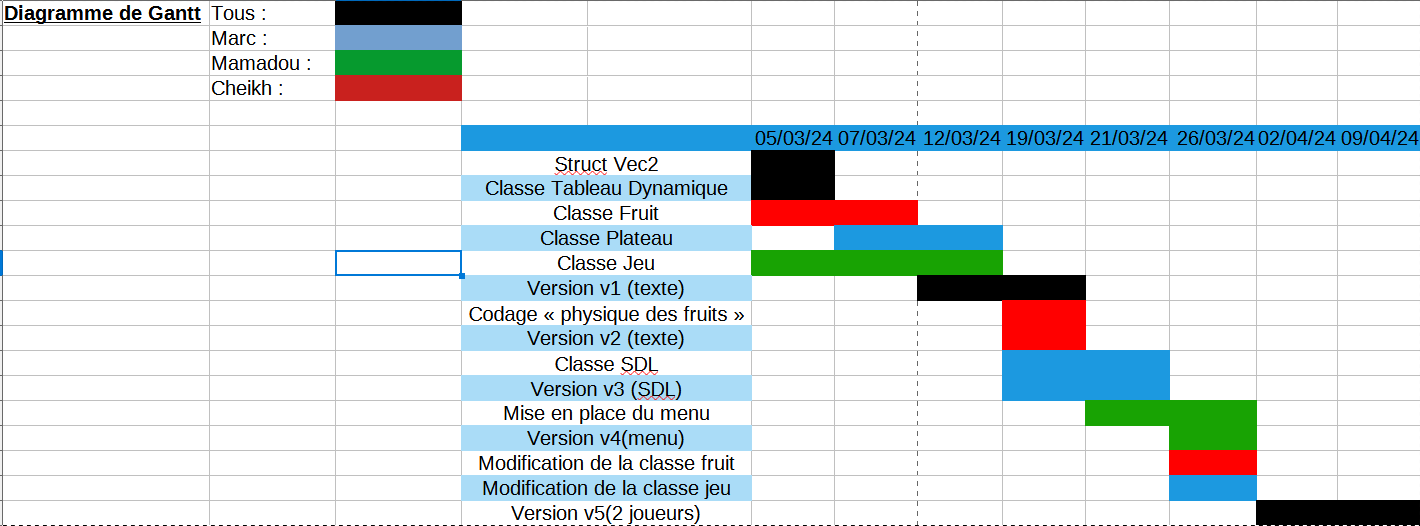 Diagramme de Gantt Tous :
Marc :
Mamadou :
Cheikh :
05/03/24 07/03/24 12/03/24 19/03/24 21/03/24 26/03/24 02/04/24 09/04/24
Struct Vec2
Classe Tableau Dynamique
Classe Fruit
Classe Plateau
Classe Jeu
Version v1 (texte)
Codage « physique des fruits »
Version v2 (texte)
Classe SDL
Version v3 (SDL)
Mise en place du menu
Version v4(menu)
Modification de la classe fruit
Modification de la classe jeu
Version v5(2 joueurs)